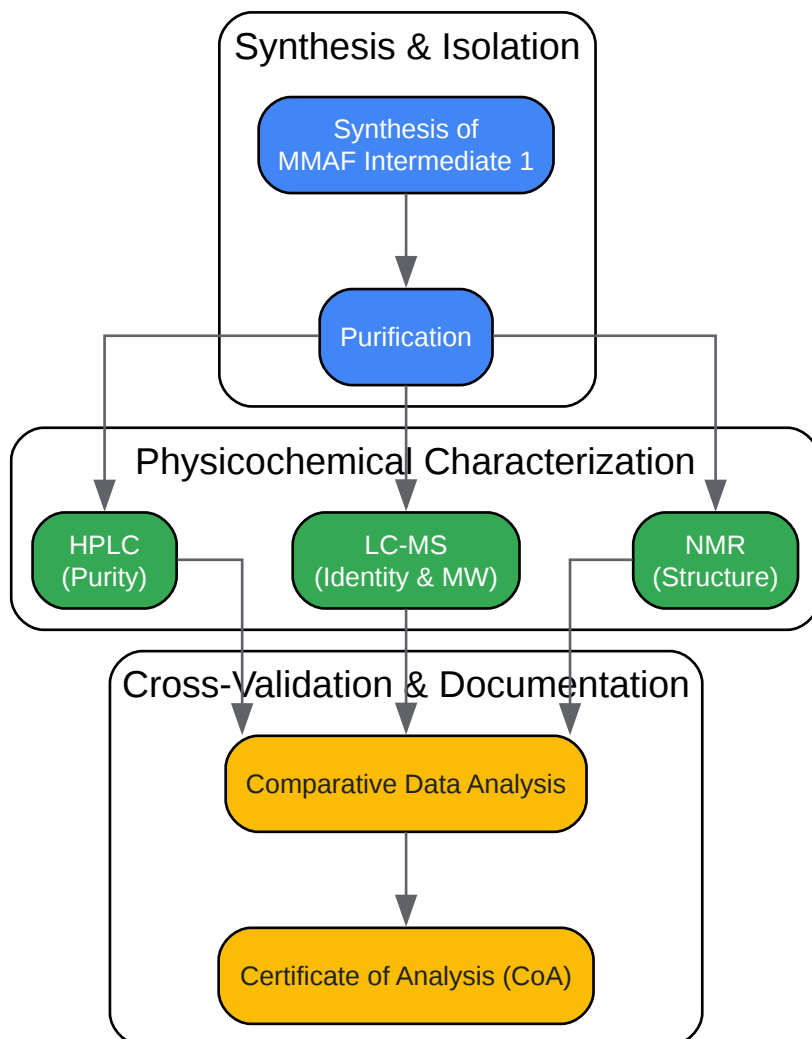 Synthesis & Isolation
Synthesis of
MMAF Intermediate 1
Purification
Physicochemical Characterization
HPLC
(Purity)
LC-MS
(Identity & MW)
NMR
(Structure)
Cross-Validation & Documentation
Comparative Data Analysis
Certificate of Analysis (CoA)